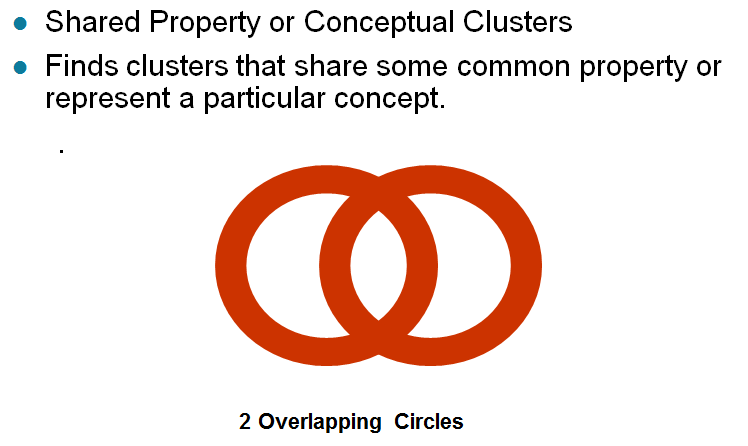 ● Shared Property or Conceptual Clusters
● Finds clusters that share some common property or
represent a particular concept.
.
2 Overlapping Circles